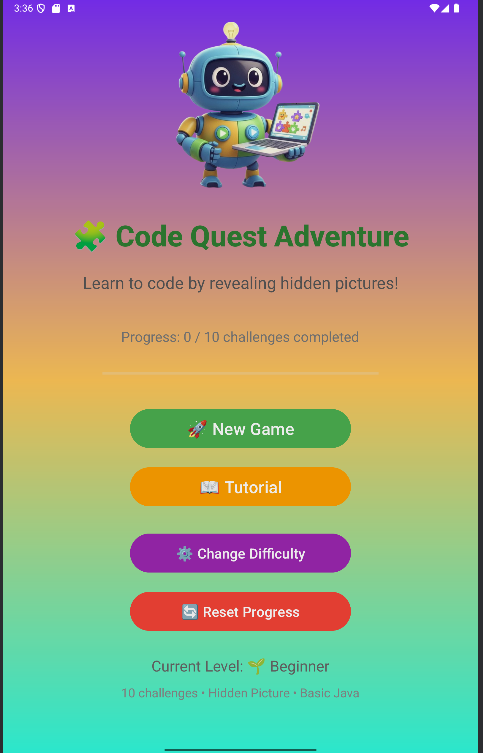 3:36
🧩 Code Quest Adventure
Learn to code by revealing hidden pictures!
Progress: 0 / 10 challenges completed
🚀 New Game
📖 Tutorial
⚙️ Change Difficulty
🔄 Reset Progress
Current Level: 🌱 Beginner
10 challenges • Hidden Picture • Basic Java